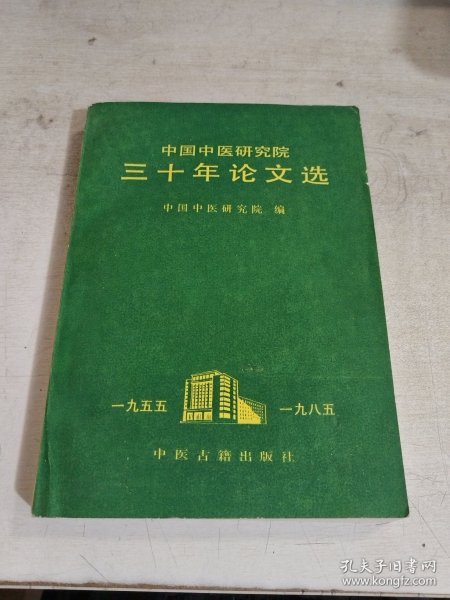 中国中医研究院
三十年论文选
中国中医研究院 编
一九五五
一九八五
中医古籍出版社
孔夫子旧书网
www.kongfz.com